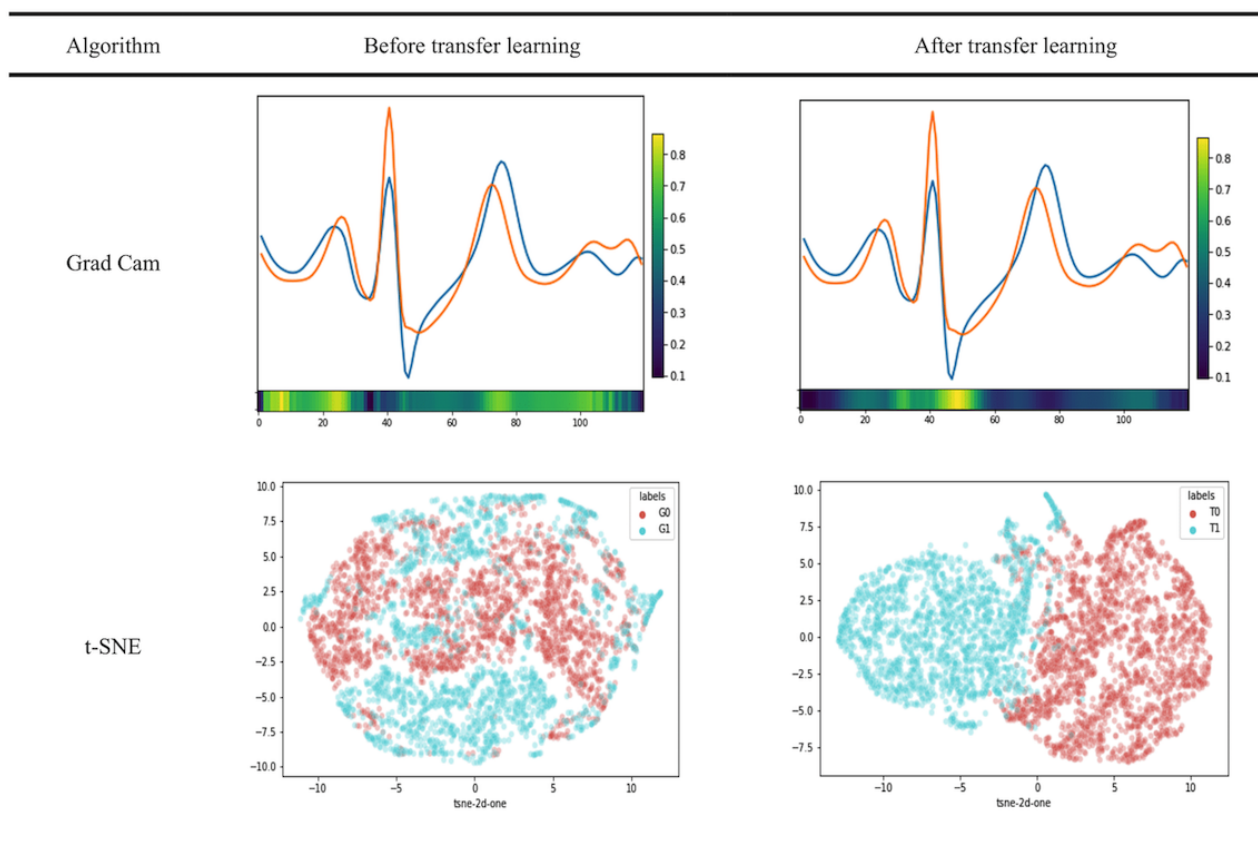 Algorithm Before transfer learning After transfer learning
Grad Cam
0.8
0.7
0.6
0.5
0.4
0.3
0.2
0.1
0 20 40 60 80 100
0.8
0.7
0.6
0.5
0.4
0.3
0.2
0.1
0 20 40 60 80 100
t-SNE
10.0
7.5
5.0
2.5
0.0
−2.5
−5.0
−7.5
−10.0
labels
G0
G1
−10 −5 0 5 10
tsne-2d-one
10.0
7.5
5.0
2.5
0.0
−2.5
−5.0
−7.5
labels
T0
T1
−10 −5 0 5 10
tsne-2d-one